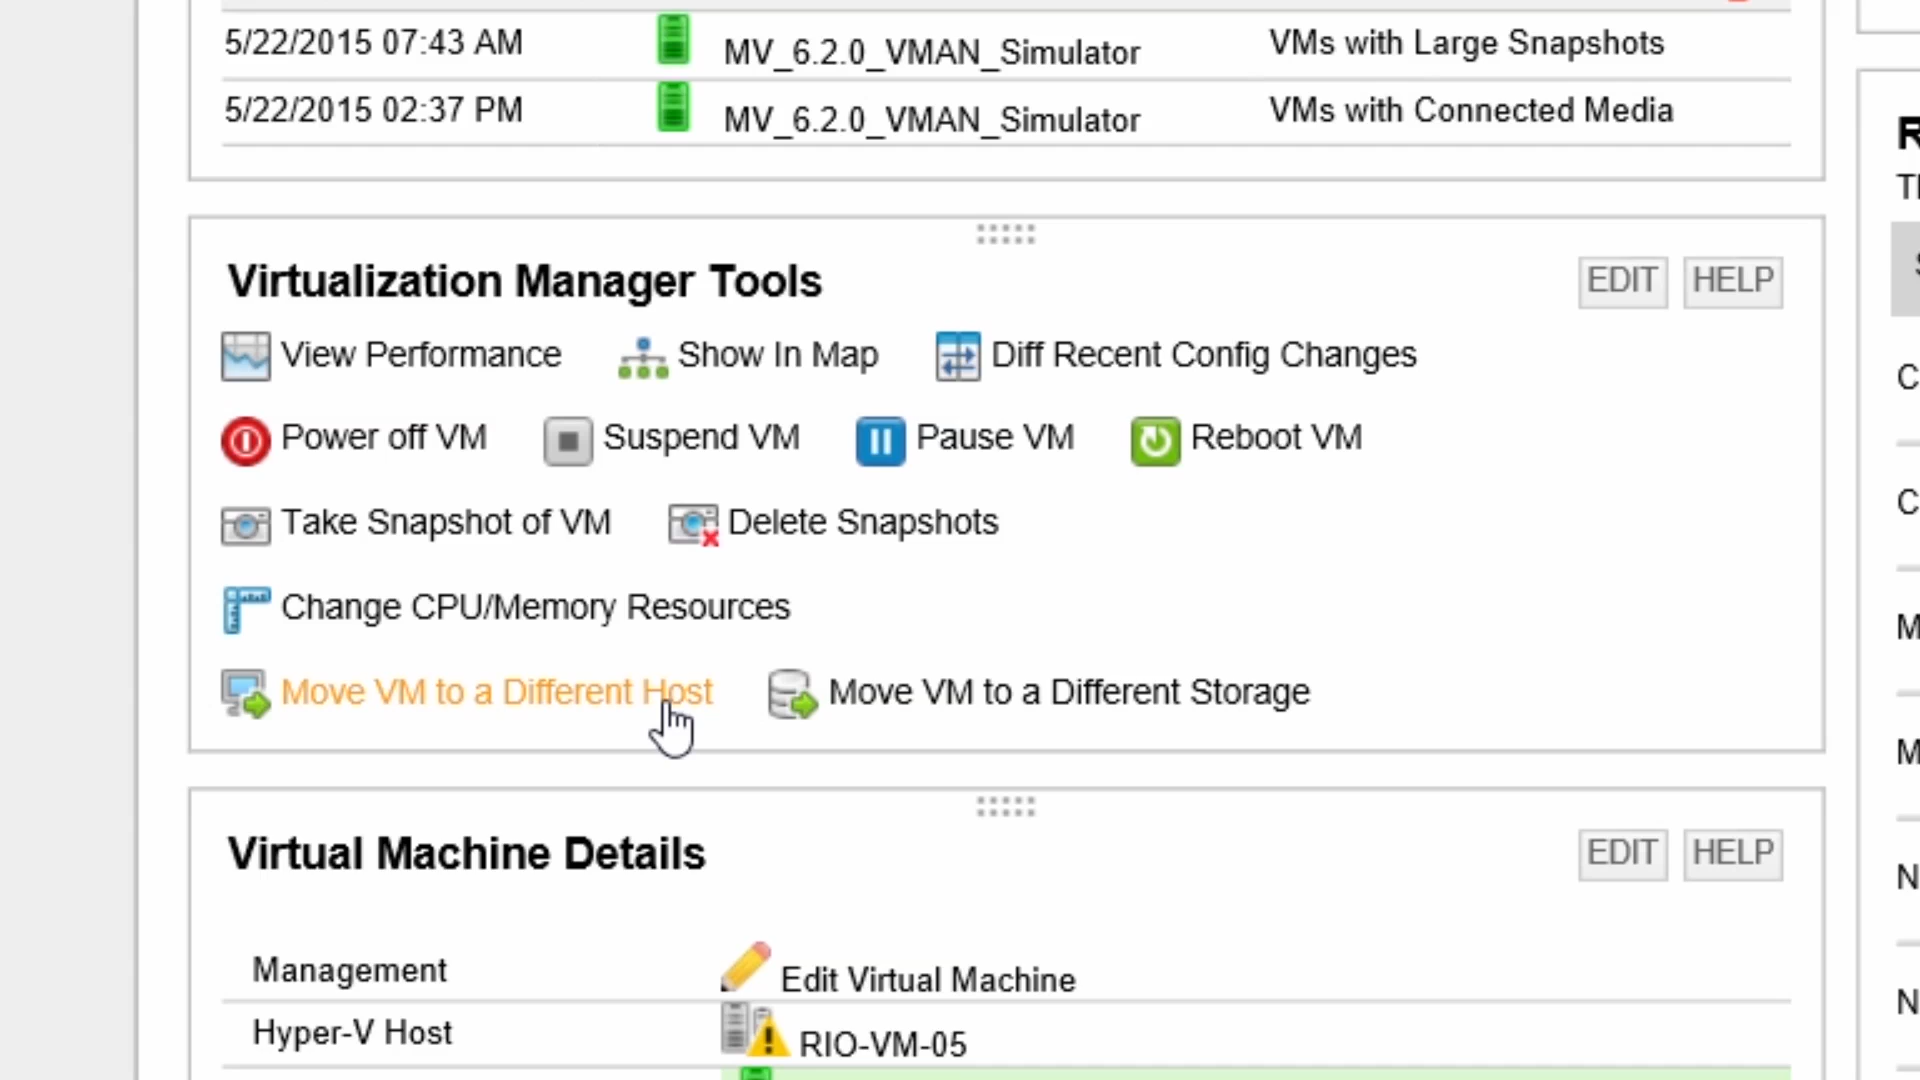 5/22/2015 07:43 AM MV_6.2.0_VMAN_Simulator VMs with Large Snapshots
5/22/2015 02:37 PM MV_6.2.0_VMAN_Simulator VMs with Connected Media
Virtualization Manager Tools EDIT HELP
View Performance Show In Map Diff Recent Config Changes
Power off VM Suspend VM Pause VM Reboot VM
Take Snapshot of VM Delete Snapshots
Change CPU/Memory Resources
Move VM to a Different Host Move VM to a Different Storage
Virtual Machine Details EDIT HELP
Management Edit Virtual Machine
Hyper-V Host RIO-VM-05